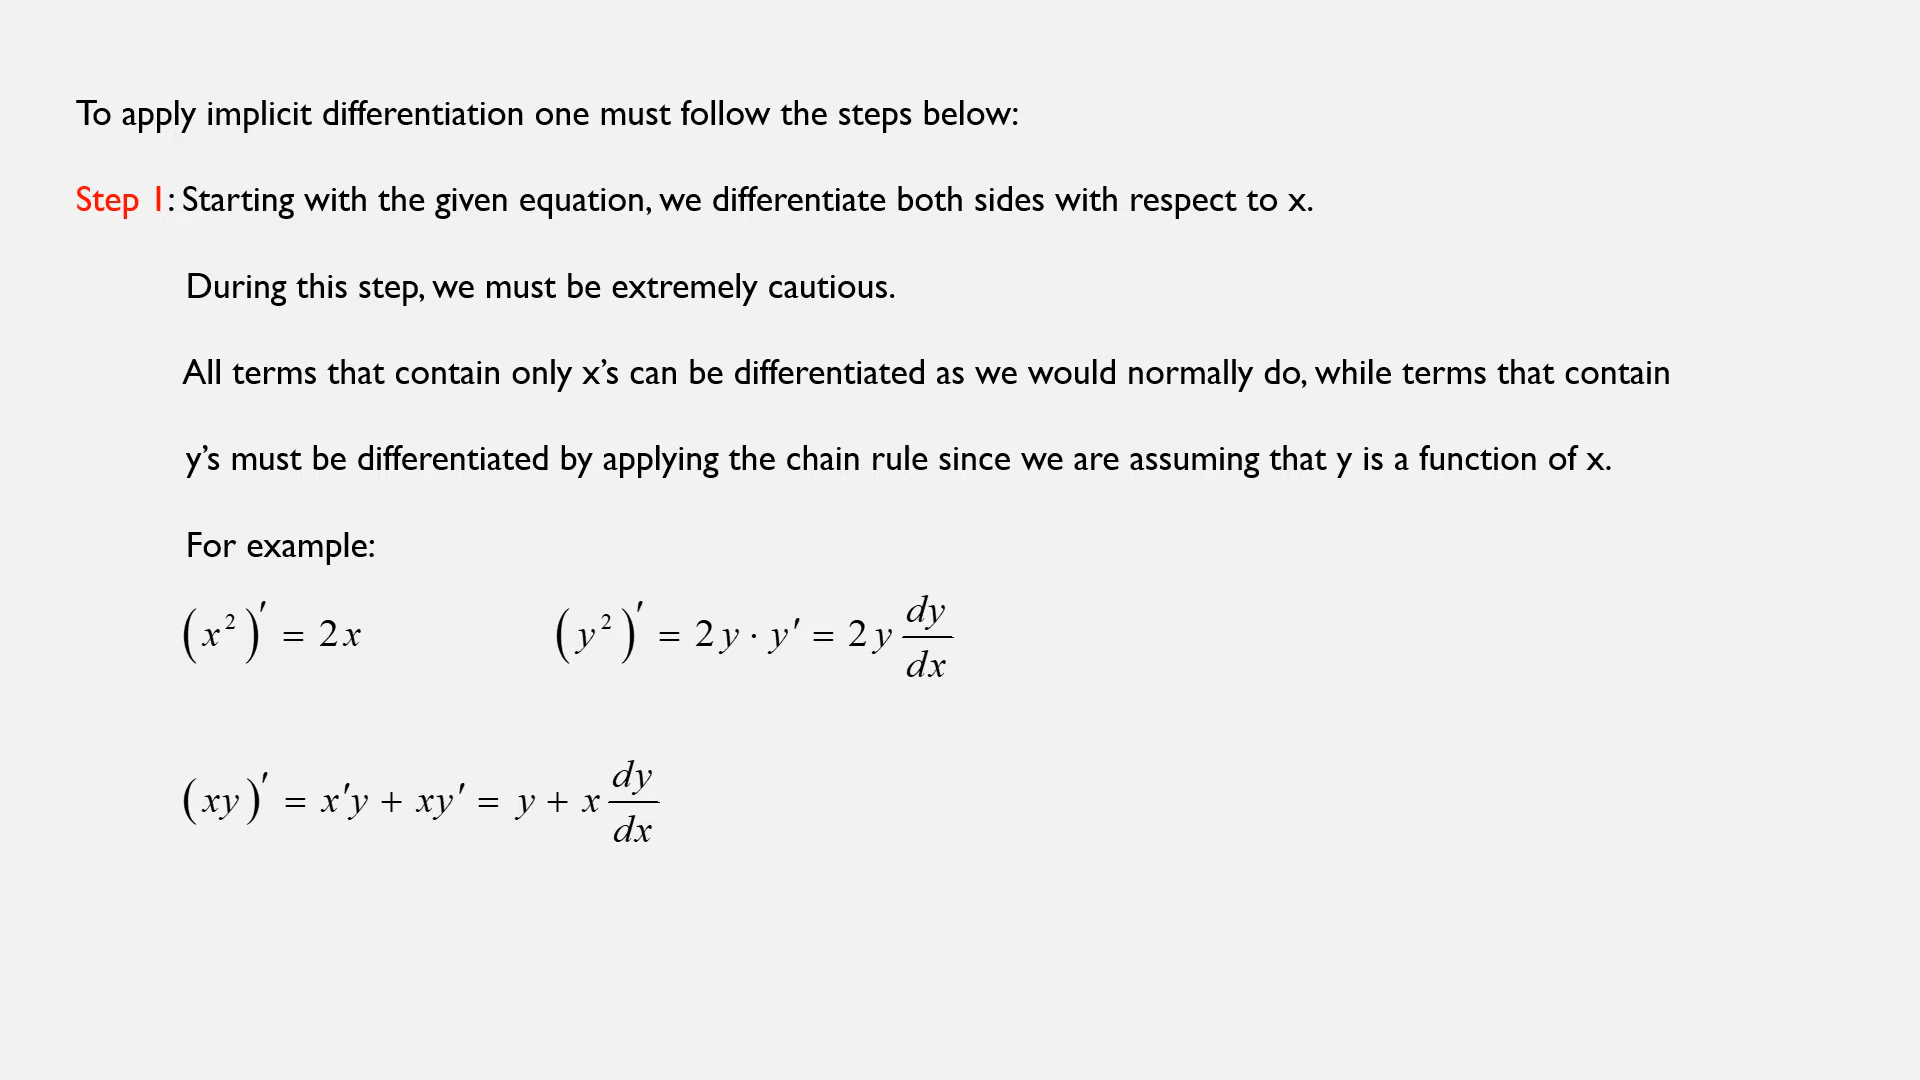 To apply implicit differentiation one must follow the steps below:
Step 1: Starting with the given equation, we differentiate both sides with respect to x.
During this step, we must be extremely cautious.
All terms that contain only x’s can be differentiated as we would normally do, while terms that contain
y’s must be differentiated by applying the chain rule since we are assuming that y is a function of x.
For example:
(x²)′ = 2x    (y²)′ = 2y · y′ = 2y dy/dx
(xy)′ = x′y + xy′ = y + x dy/dx